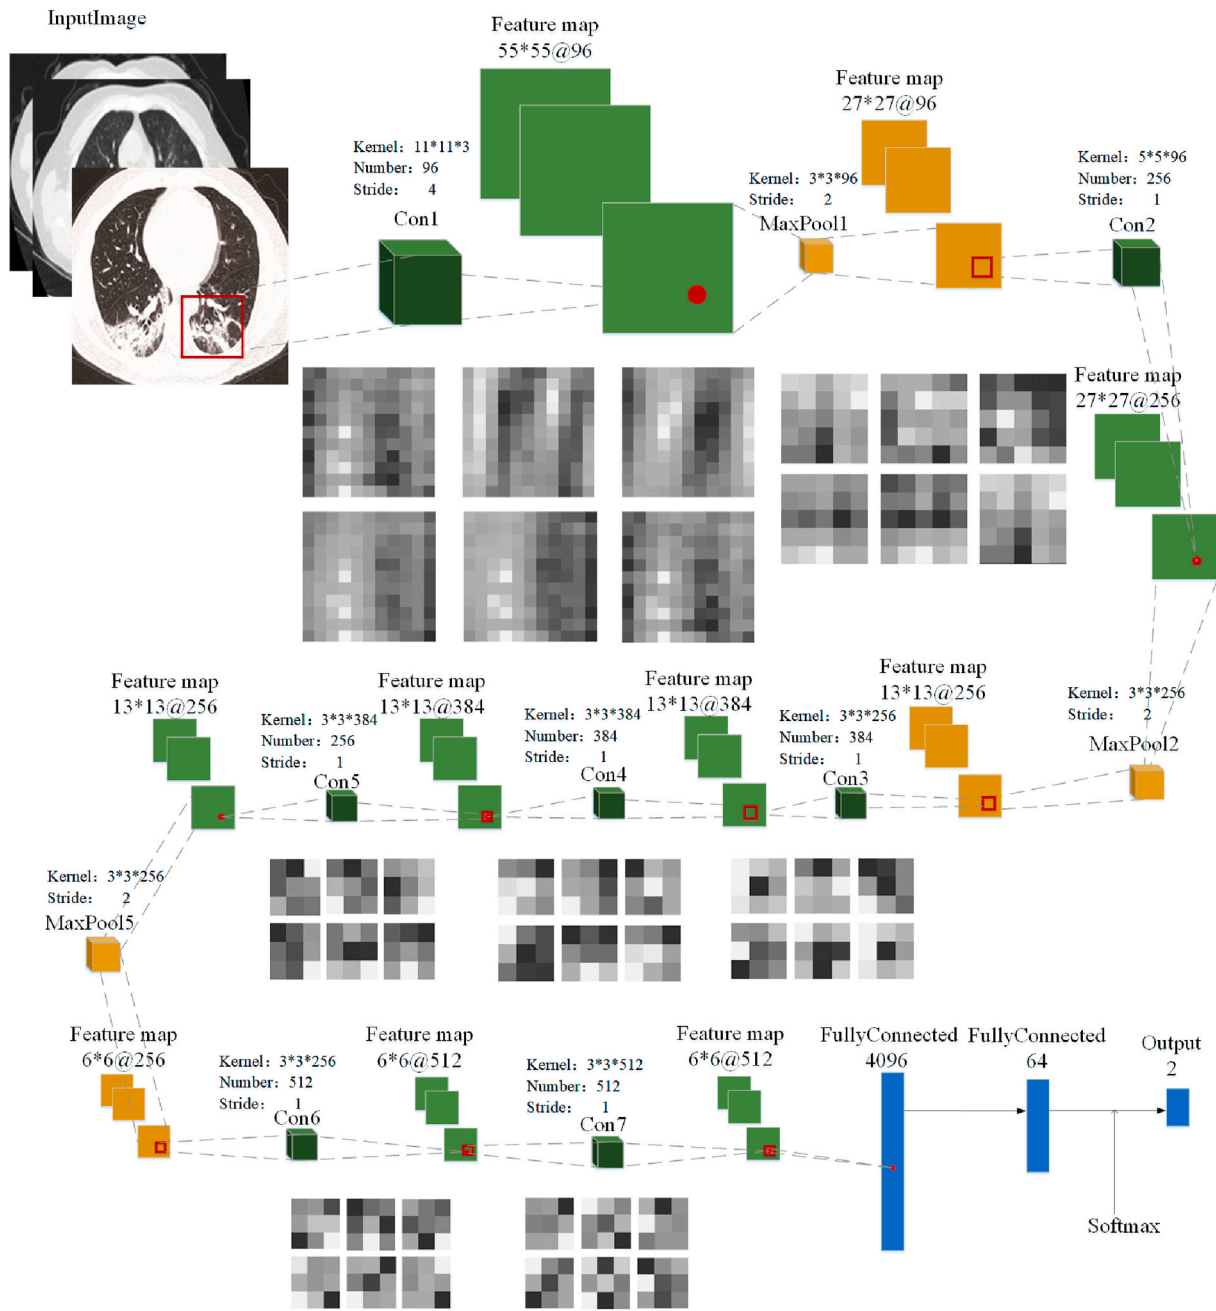 InputImage
Feature map
55*55@96
Feature map
27*27@96
Kernel: 11*11*3
Number: 96
Stride: 4
Con1
Kernel: 3*3*96
Stride: 2
MaxPool1
Kernel: 5*5*96
Number: 256
Stride: 1
Con2
Feature map
27*27@256
Kernel: 3*3*256
Stride: 2
MaxPool2
Feature map
13*13@256
Kernel: 3*3*256
Number: 384
Stride: 1
Con3
Feature map
13*13@384
Kernel: 3*3*384
Number: 384
Stride: 1
Con4
Feature map
13*13@384
Kernel: 3*3*384
Number: 256
Stride: 1
Con5
Feature map
13*13@256
Kernel: 3*3*256
Stride: 2
MaxPool5
Feature map
6*6@256
Kernel: 3*3*256
Number: 512
Stride: 1
Con6
Feature map
6*6@512
Kernel: 3*3*512
Number: 512
Stride: 1
Con7
Feature map
6*6@512
FullyConnected
4096
FullyConnected
64
Output
2
Softmax